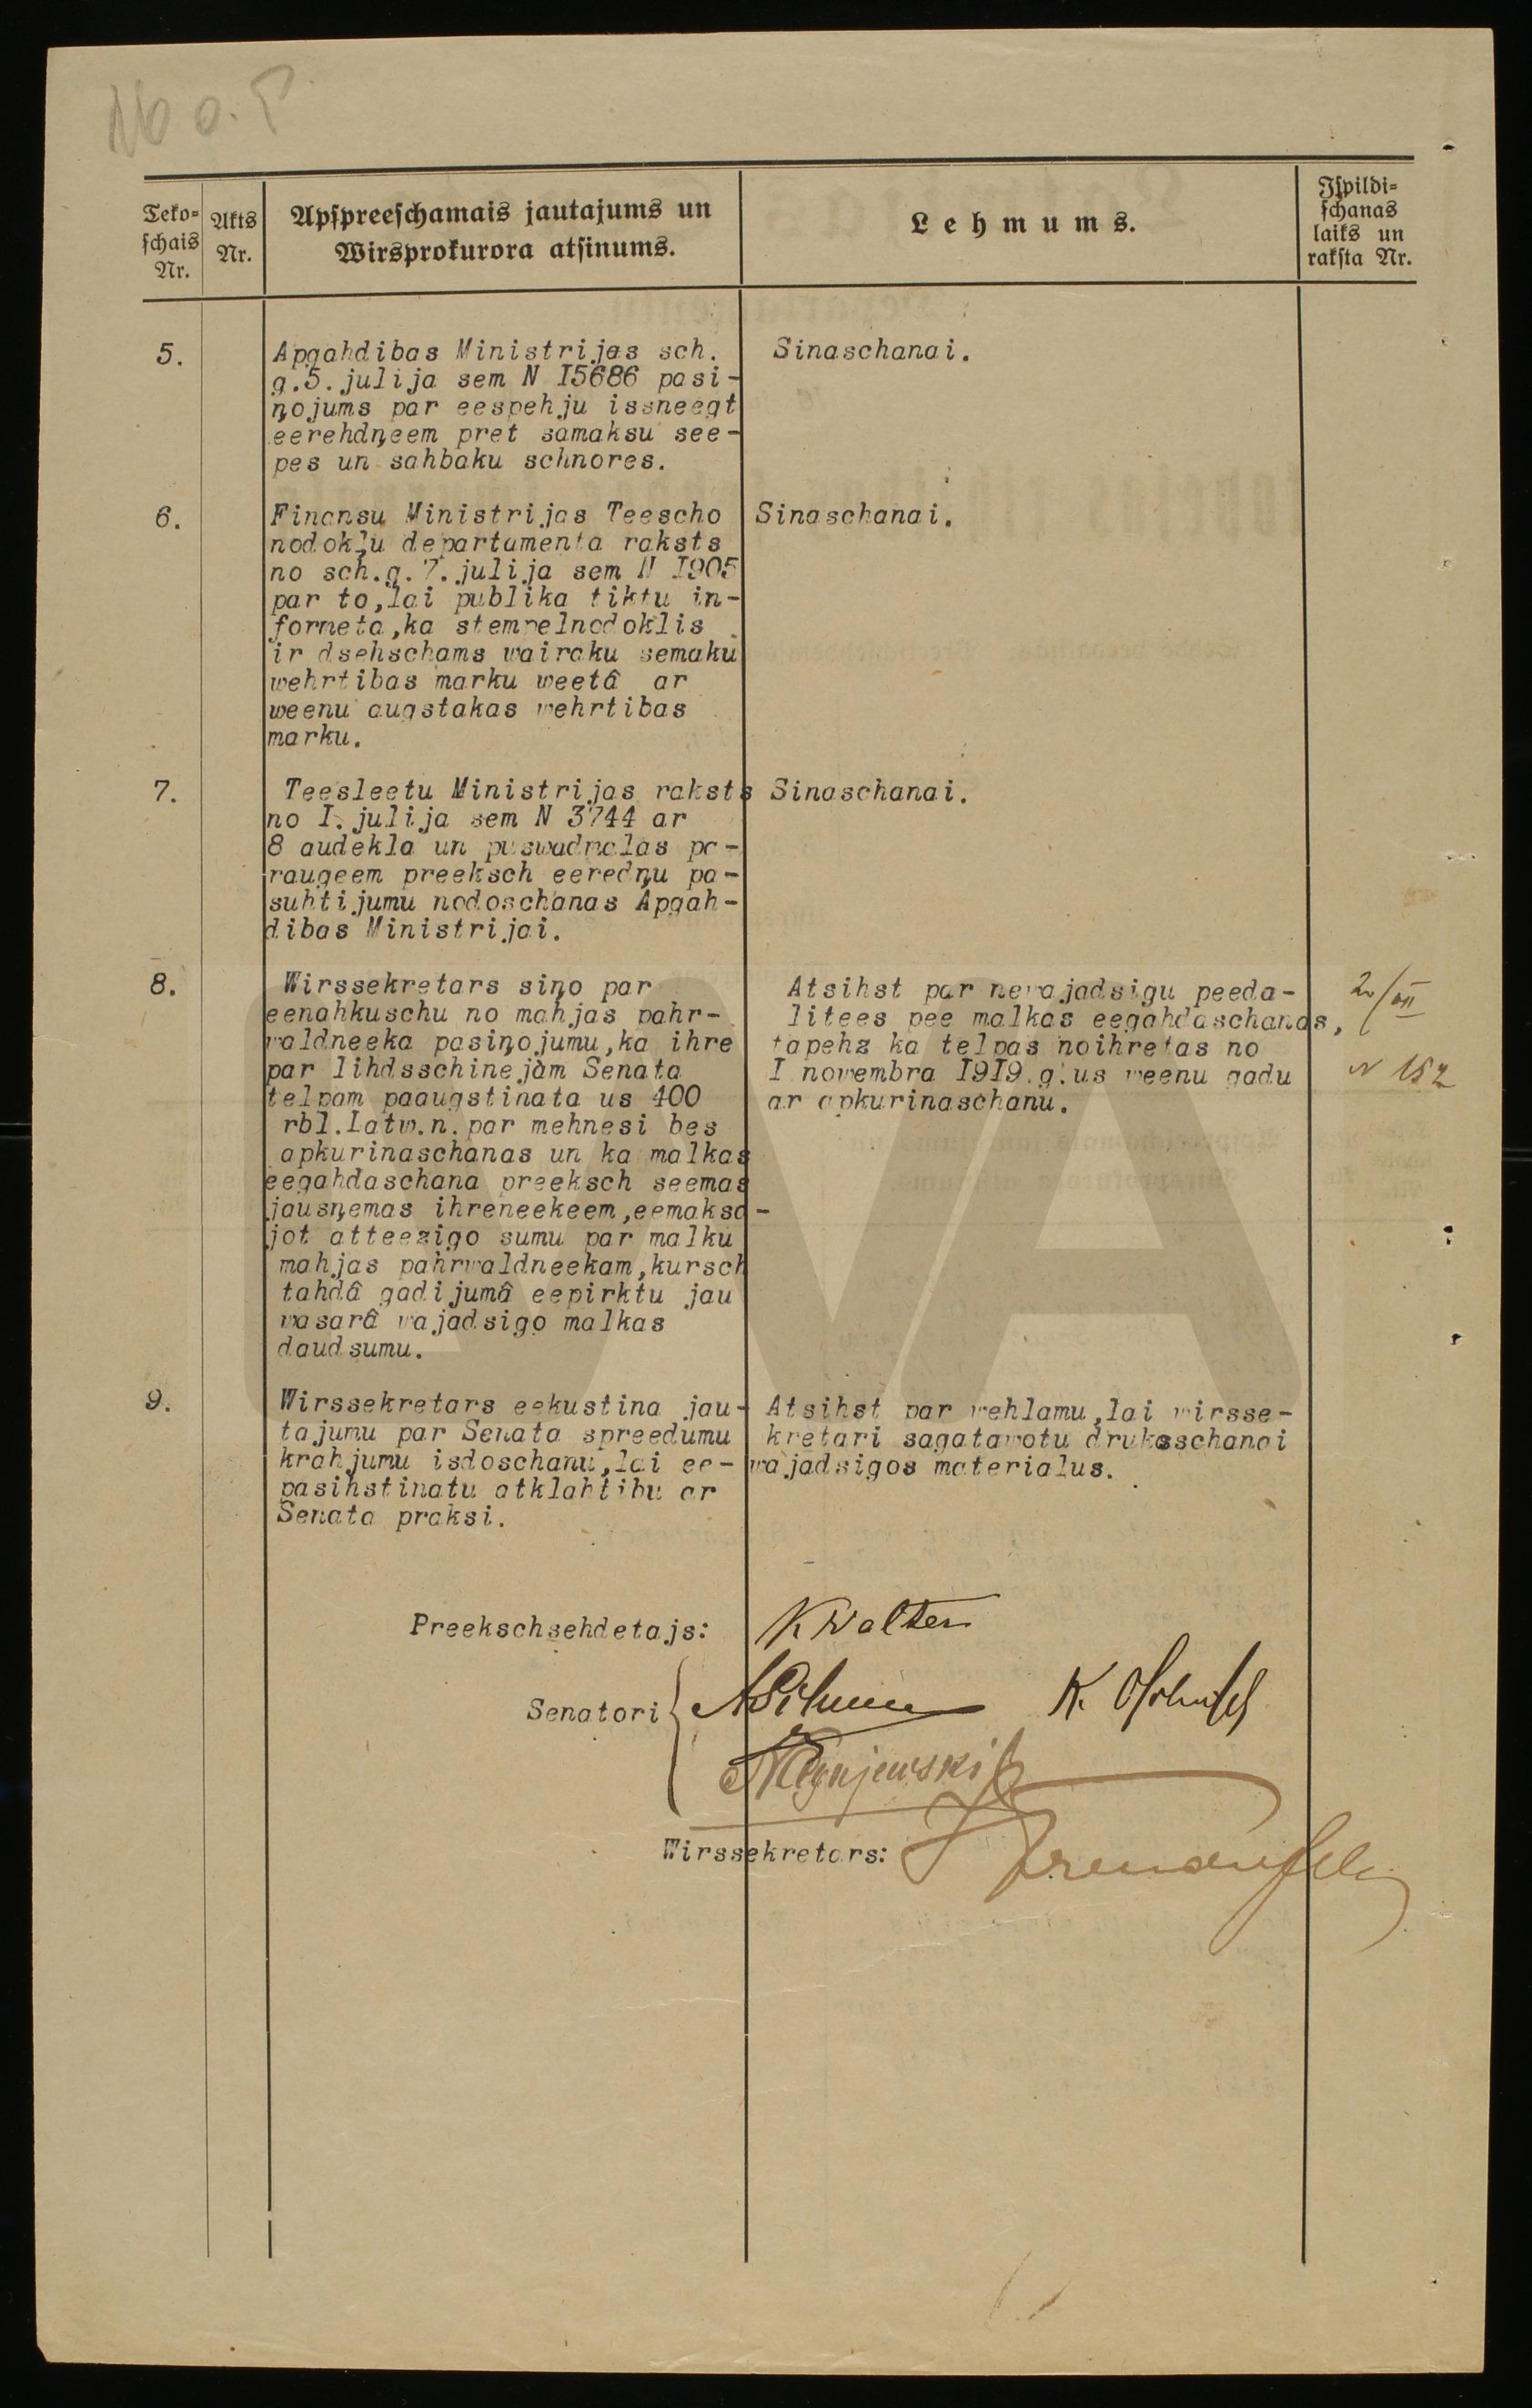 Teko-
schais
Nr.
Akts
Nr.
Apspreeschamais jautajums un
Wirsprokurora atsinums.
Lehmums.
Ispildi-
schanas
laiks un
raksta Nr.
5.
Apgahdibas Ministrijas sch.
g.5.julija sem N I5686 pasi-
ņojums par eespehju issneegt
eerehdņeem pret samaksu see-
pes un sahbaku schnores.
Sinaschanai.
6.
Finansu Ministrijas Teescho
nodokļu departamenta raksts
no sch.g.7.julija sem N I905
par to,lai publika tiktu in-
formeta,ka stempelnodoklis
ir dsehschams wairaku semaku
wehrtibas marku weetâ ar
weenu augstakas wehrtibas
marku.
Sinaschanai.
7.
Teesleetu Ministrijas raksts
no I.julija sem N 3744 ar
8 audekla un puswadmalas pa-
raugeem preeksch eeredņu pa-
suhtijumu nodoschanas Apgah-
dibas Ministrijai.
Sinaschanai.
8.
Wirssekretars siņo par
eenahkuschu no mahjas pahr-
waldneeka pasiņojumu,ka ihre
par lihdsschinejàm Senata
telpam paaugstinata us 400
rbl.Latw.n.par mehnesi bes
apkurinaschanas un ka malkas
eegahdaschana preeksch seemas
jausņemas ihreneekeem,eemaksa-
jot atteezigo sumu par malku
mahjas pahrwaldneekam,kursch
tahdâ gadijumâ eepirktu jau
wasarâ wajadsigo malkas
daudsumu.
Atsihst par newajadsigu peeda-
litees pee malkas eegahdaschanas,
tapehz ka telpas noihretas no
I novembra I9I9.g.us weenu gadu
ar apkurinaschanu.
N 152
9.
Wirssekretars eekustina jau-
tajumu par Senata spreedumu
krahjumu isdoschanu,lai ee-
pasihstinatu atklahtibu ar
Senata praksi.
Atsihst par wehlamu,lai wirsse-
kretari sagatawotu drukaschanai
wajadsigos materialus.
Preekschsehdetajs:
K Walter
Senatori
K. Ohsolin
Wirssekretars: